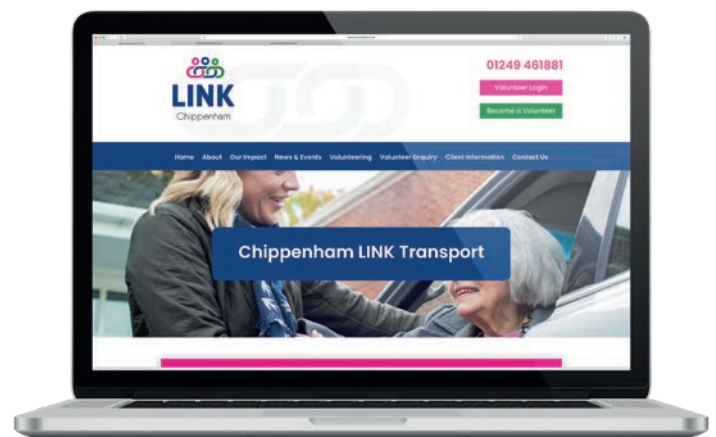 LINK
Chippenham
01249 461881
Volunteer Login
Become a Volunteer
Home About Our Impact News & Events Volunteering Volunteer Enquiry Client Information Contact Us
Chippenham LINK Transport